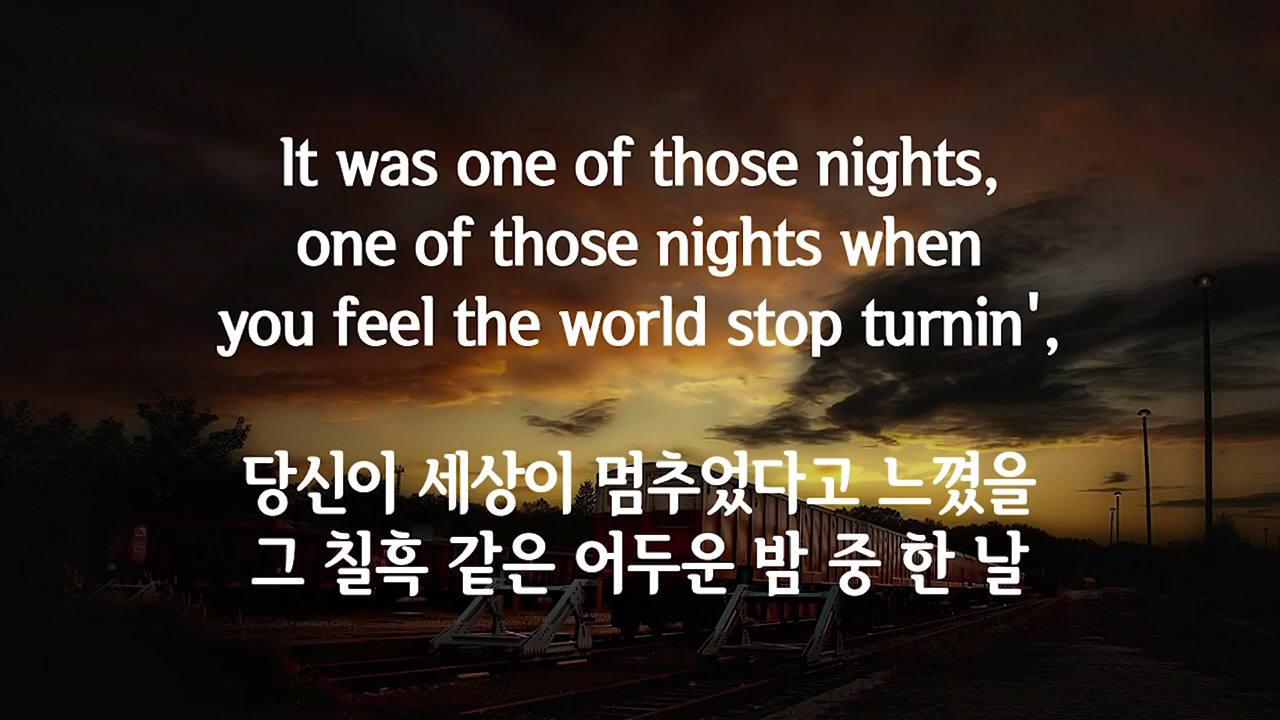 It was one of those nights,
one of those nights when
you feel the world stop turnin',
당신이 세상이 멈추었다고 느꼈을
그 칠흑 같은 어두운 밤 중 한 날